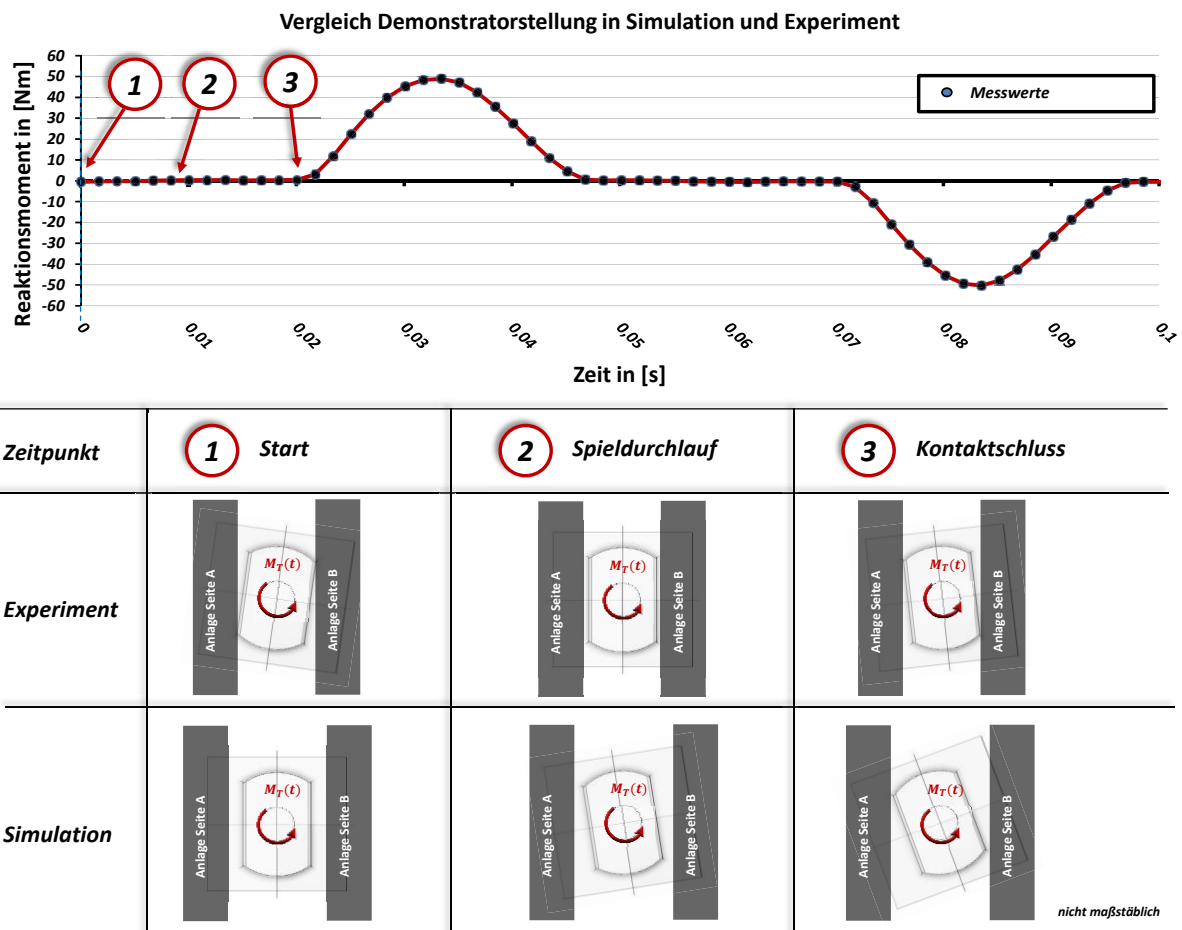 Vergleich Demonstratorstellung in Simulation und Experiment
Reaktionsmoment in [Nm]
60
50
40
30
20
10
0
-10
-20
-30
-40
-50
-60
1
2
3
Messwerte
0
0,01
0,02
0,03
0,04
0,05
0,06
0,07
0,08
0,09
0,1
Zeit in [s]
Zeitpunkt
1 Start
2 Spieldurchlauf
3 Kontaktschluss
Experiment
Anlage Seite A
M_T(t)
Anlage Seite B
Anlage Seite A
M_T(t)
Anlage Seite B
Anlage Seite A
M_T(t)
Anlage Seite B
Simulation
Anlage Seite A
M_T(t)
Anlage Seite B
Anlage Seite A
M_T(t)
Anlage Seite B
Anlage Seite A
M_T(t)
Anlage Seite B
nicht maßstäblich